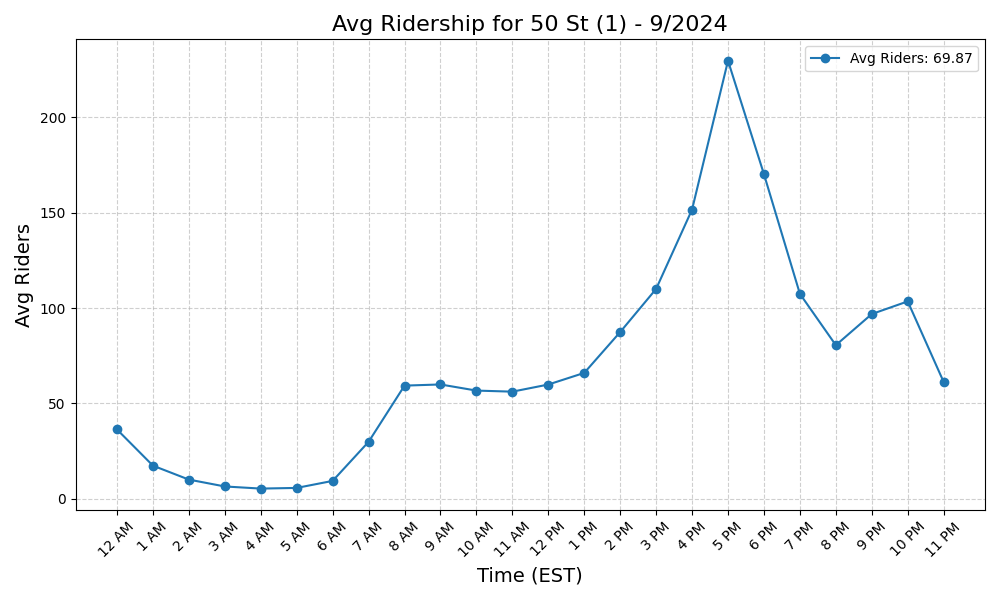 Avg Ridership for 50 St (1) - 9/2024
Avg Riders: 69.87
Avg Riders
200
150
100
50
0
12 AM
1 AM
2 AM
3 AM
4 AM
5 AM
6 AM
7 AM
8 AM
9 AM
10 AM
11 AM
12 PM
1 PM
2 PM
3 PM
4 PM
5 PM
6 PM
7 PM
8 PM
9 PM
10 PM
11 PM
Time (EST)